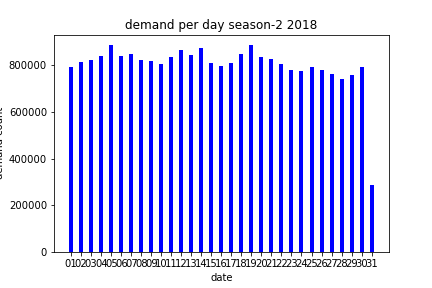 demand per day season-2 2018
demand count
800000
600000
400000
200000
0
01020304050607080910111213141516171819202122232425262728293031
date